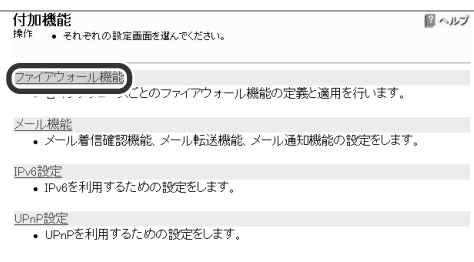 付加機能
ヘルプ
操作 • それぞれの設定画面を選んでください。
ファイアウォール機能
ごとのファイアウォール機能の定義と適用を行います。
メール機能
• メール着信確認機能、メール転送機能、メール通知機能の設定をします。
IPv6設定
• IPv6を利用するための設定をします。
UPnP設定
• UPnPを利用するための設定をします。